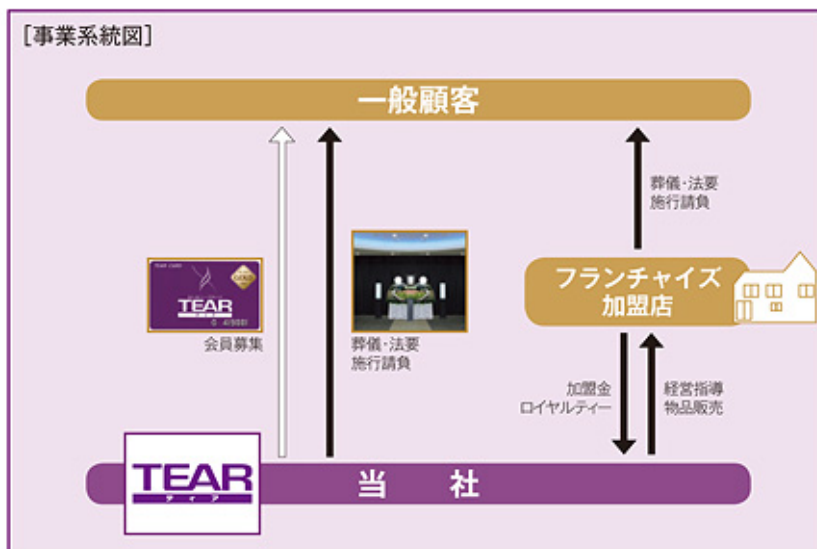 [事業系統図]
一般顧客
葬儀・法要
施行請負
フランチャイズ
加盟店
TEAR CARD
GOLD
TEAR
会員募集
葬儀・法要
施行請負
加盟金
ロイヤルティー
経営指導
物品販売
TEAR
ティア
当 社